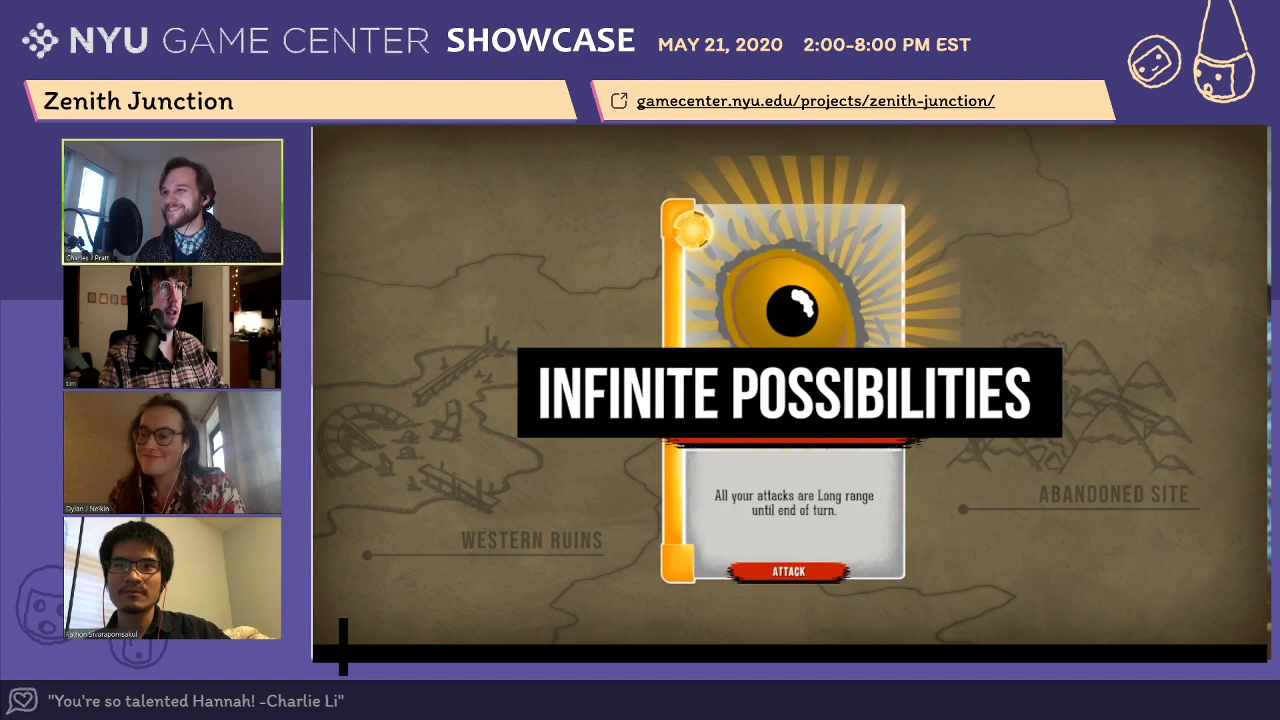 NYU GAME CENTER SHOWCASE MAY 21, 2020 2:00-8:00 PM EST
Zenith Junction
gamecenter.nyu.edu/projects/zenith-junction/
Charles J Pratt
tim
Dylan J Nelkin
Fathon Sivarapornsakul
INFINITE POSSIBILITIES
All your attacks are Long range
until end of turn.
ATTACK
WESTERN RUINS
ABANDONED SITE
"You're so talented Hannah! -Charlie Li"